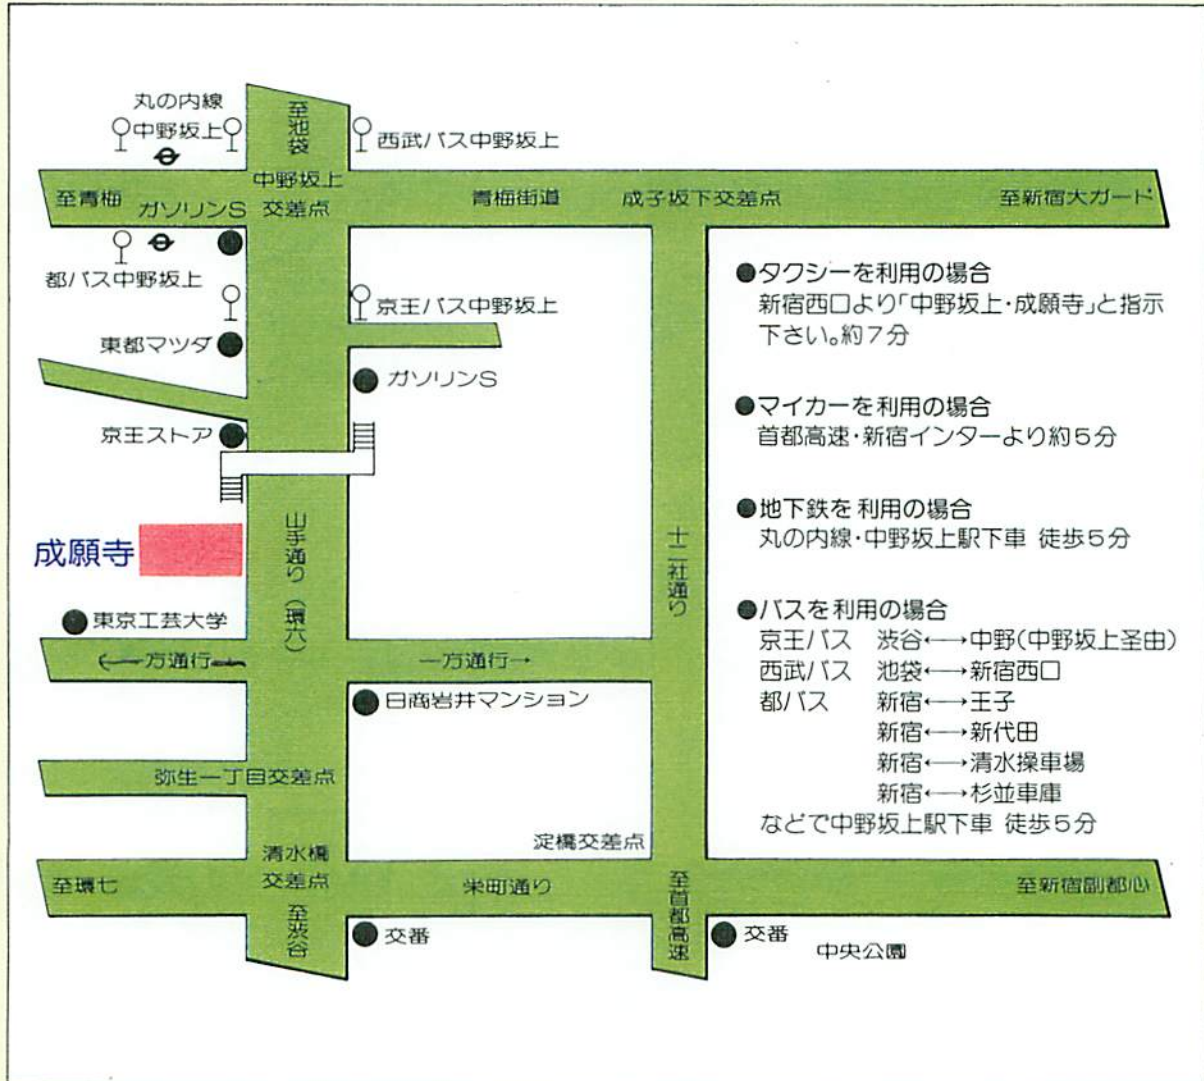 丸の内線
中野坂上
至池袋
西武バス中野坂上
至青梅
中野坂上
交差点
青梅街道
成子坂下交差点
至新宿大ガード
ガソリンS
都バス中野坂上
京王バス中野坂上
東都マツダ
ガソリンS
京王ストア
成願寺
山手通り(環六)
十二社通り
東京工芸大学
←一方通行
一方通行→
日商岩井マンション
弥生一丁目交差点
淀橋交差点
清水橋
交差点
至環七
栄町通り
至新宿副都心
至渋谷
至首都高速
交番
交番
中央公園
●タクシーを利用の場合
新宿西口より「中野坂上・成願寺」と指示
下さい。約7分
●マイカーを利用の場合
首都高速・新宿インターより約5分
●地下鉄を利用の場合
丸の内線・中野坂上駅下車 徒歩5分
●バスを利用の場合
京王バス 渋谷←→中野(中野坂上圣由)
西武バス 池袋←→新宿西口
都バス 新宿←→王子
新宿←→新代田
新宿←→清水操車場
新宿←→杉並車庫
などで中野坂上駅下車 徒歩5分